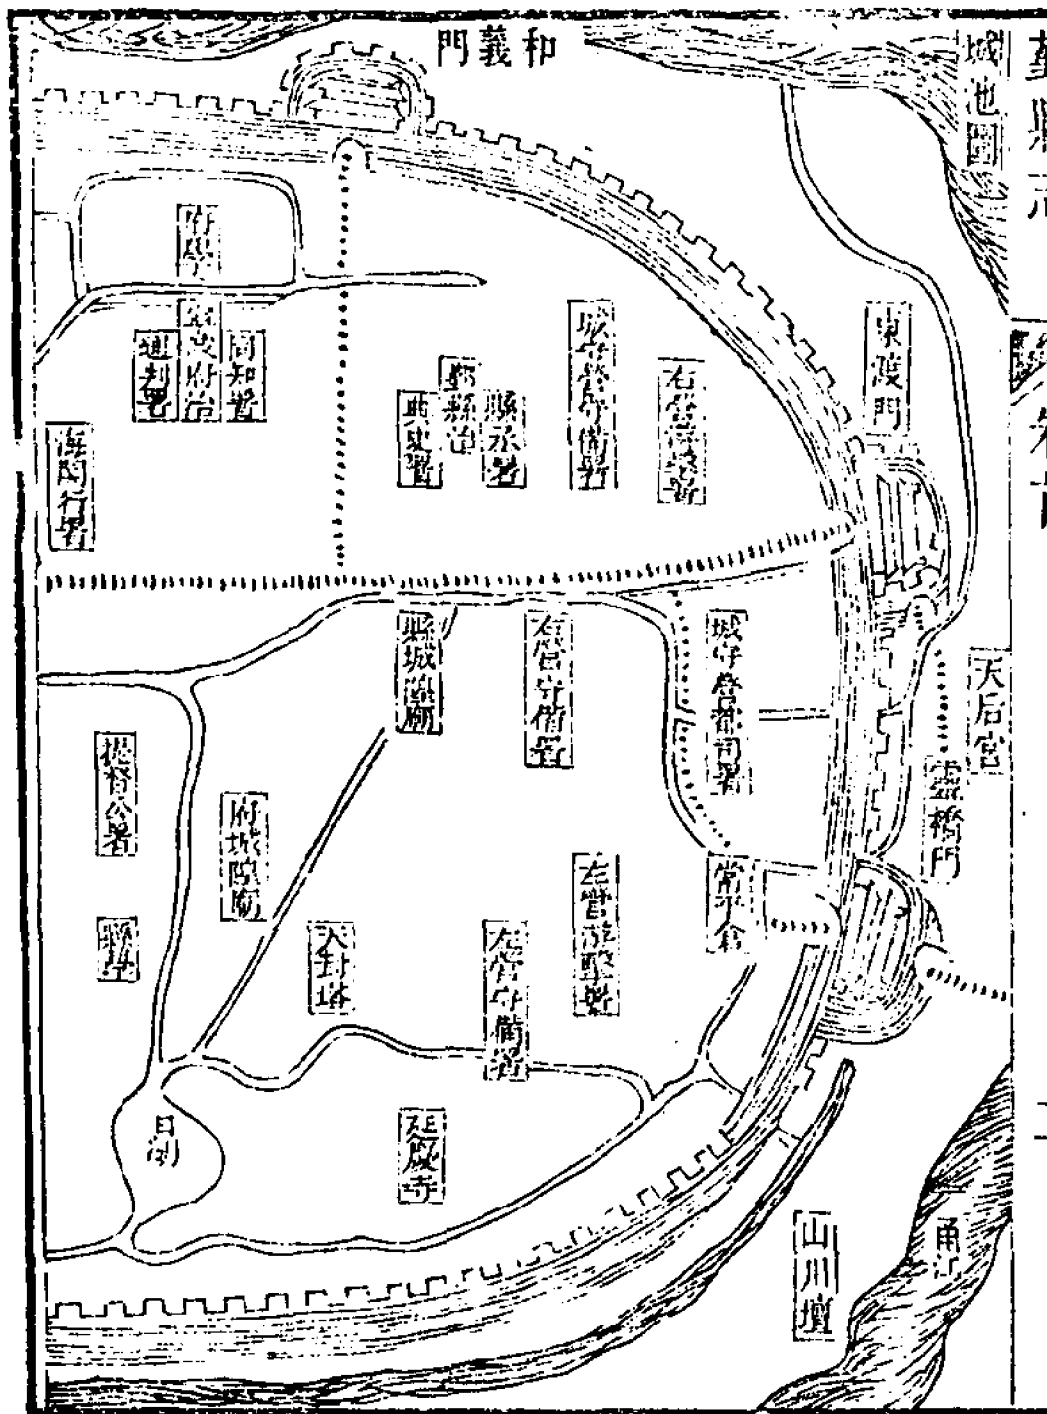 鄞縣志
城池圖
卷首
和義門
東渡門
天后宮
靈橋門
甬江
山川壇
右營游擊署
城守營守備署
縣丞署
鄞縣治
典史署
同知署
府學
寧波府治
通判署
海關行署
城守營都司署
常平倉
右營守備署
縣城隍廟
左營游擊署
左營守備署
天封塔
延慶寺
府城隍廟
提督公署
縣學
日湖